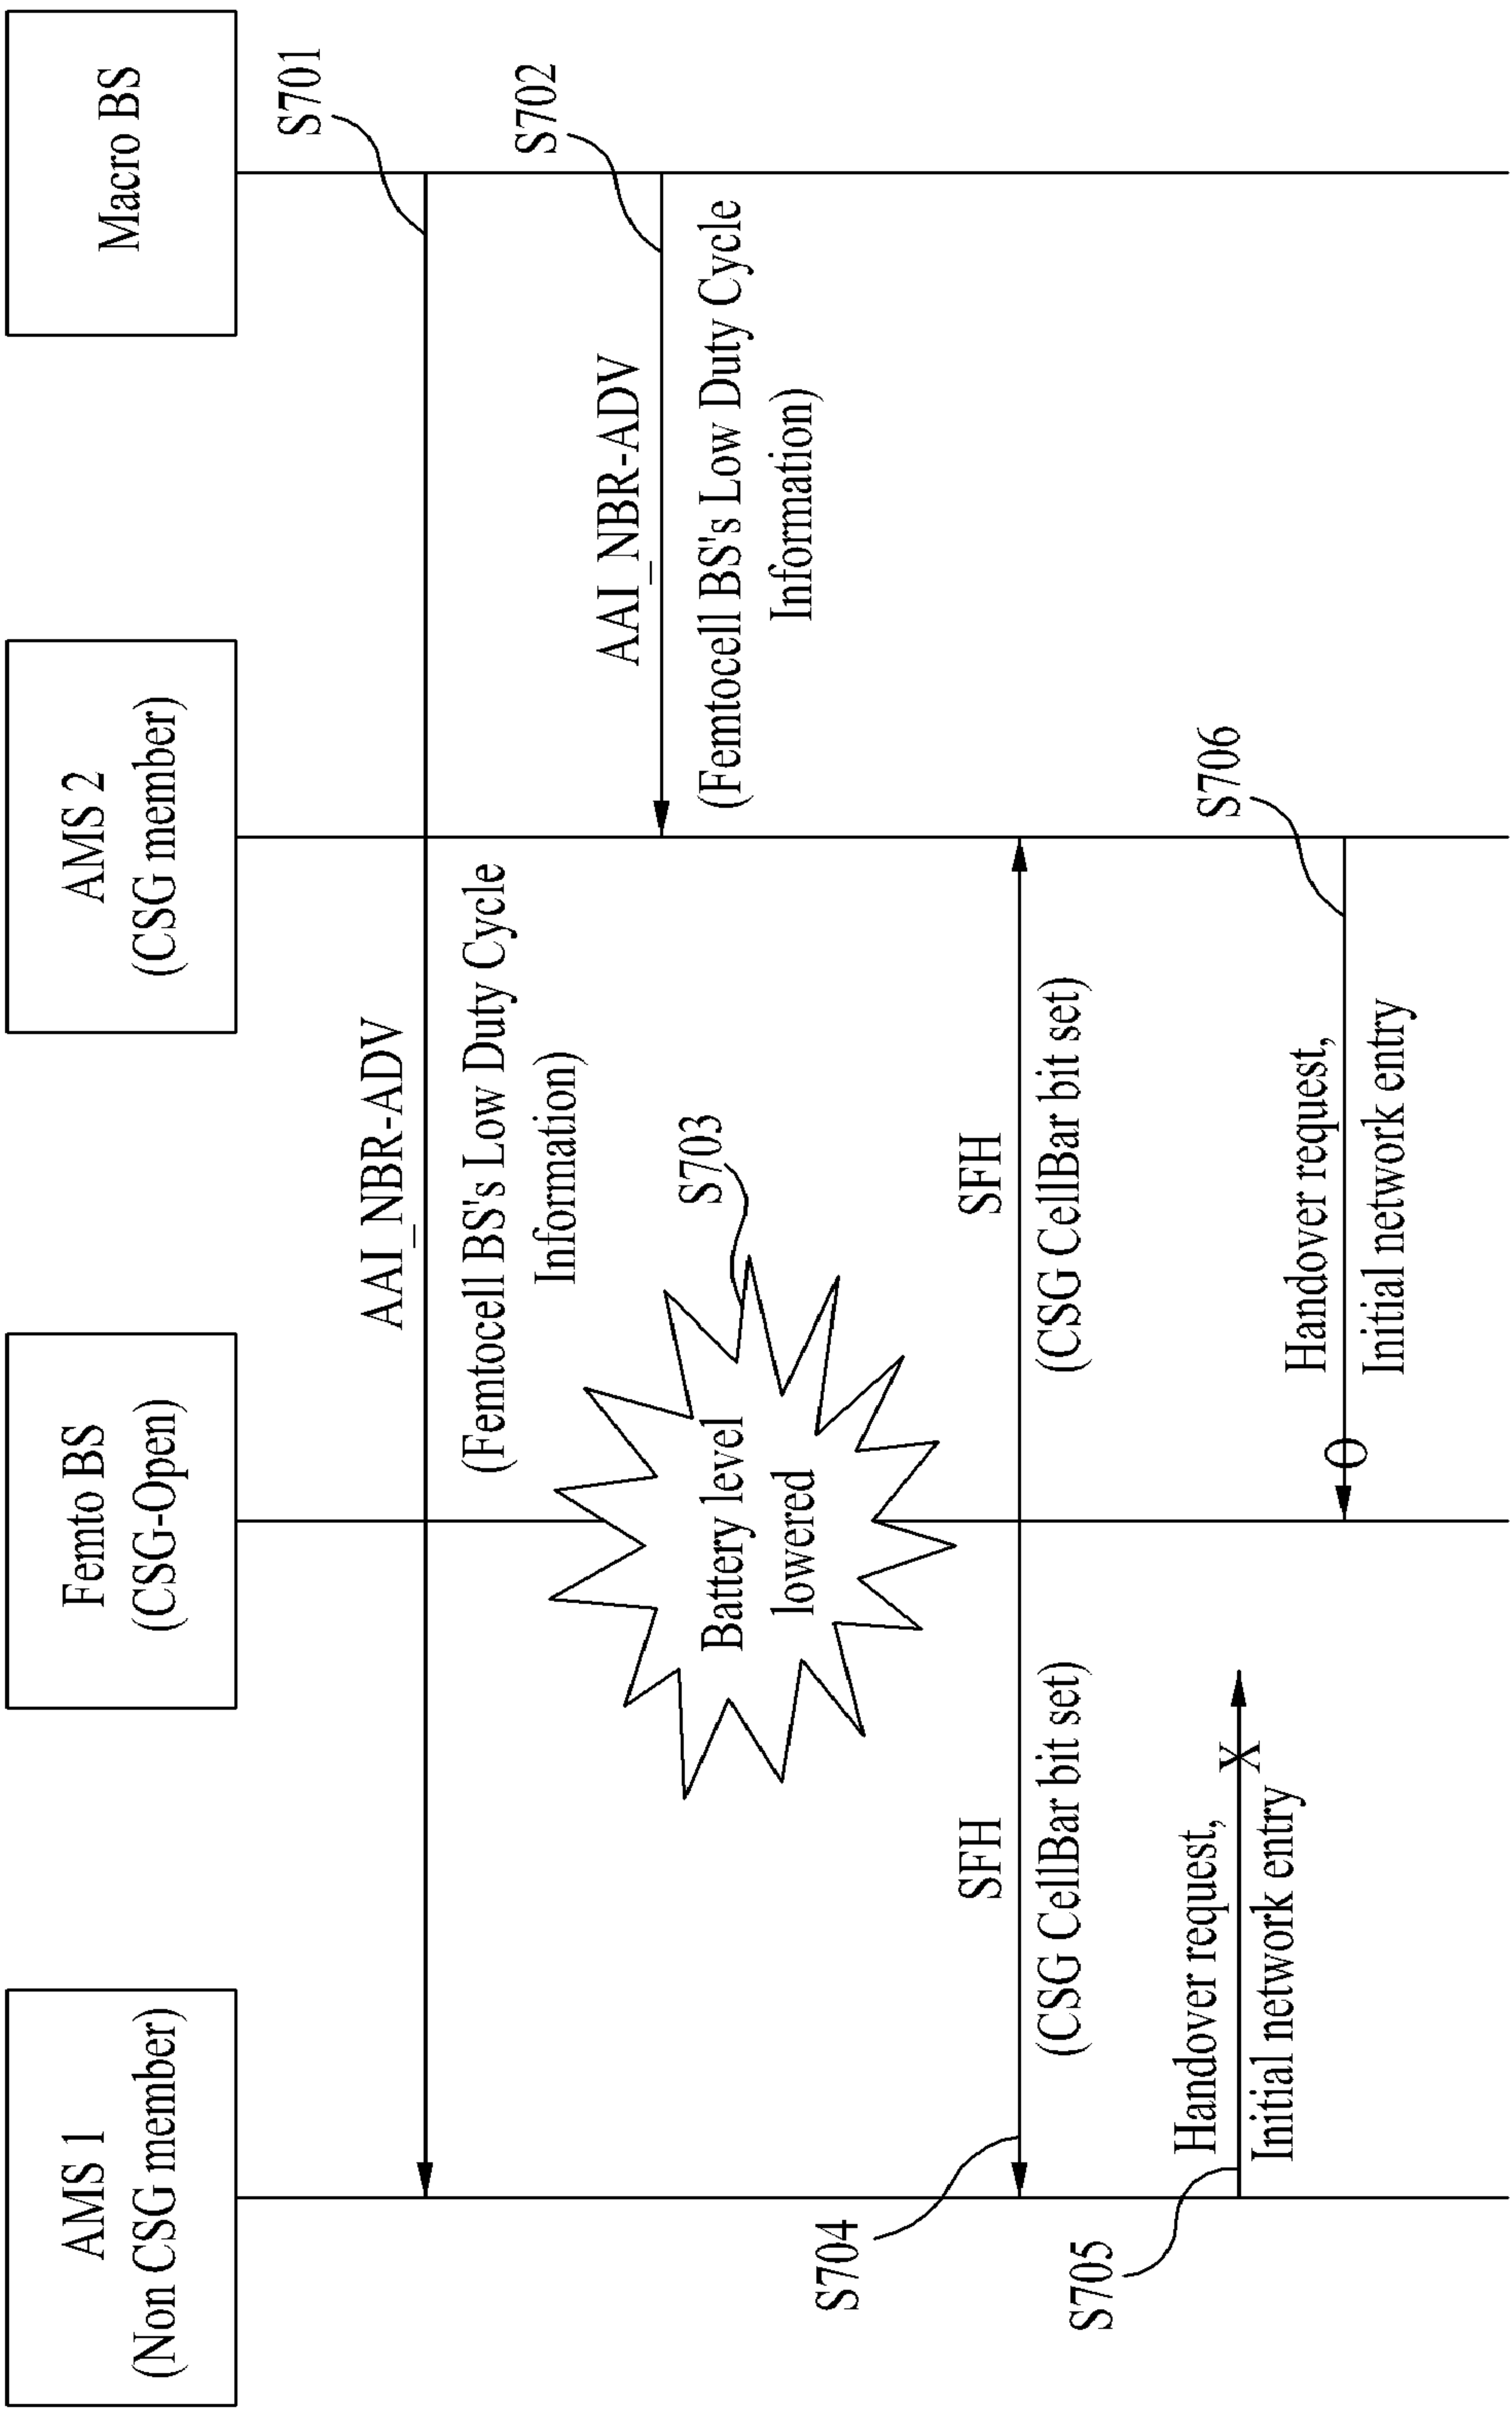 AMS 1
(Non CSG member)
Femto BS
(CSG-Open)
AMS 2
(CSG member)
Macro BS
S701
AAI_NBR-ADV
(Femtocell BS's Low Duty Cycle
Information)
S702
AAI_NBR-ADV
(Femtocell BS's Low Duty Cycle
Information)
S703
Battery level
lowered
S704
SFH
(CSG CellBar bit set)
SFH
(CSG CellBar bit set)
S705
Handover request,
X
Initial network entry
S706
Handover request,
O
Initial network entry